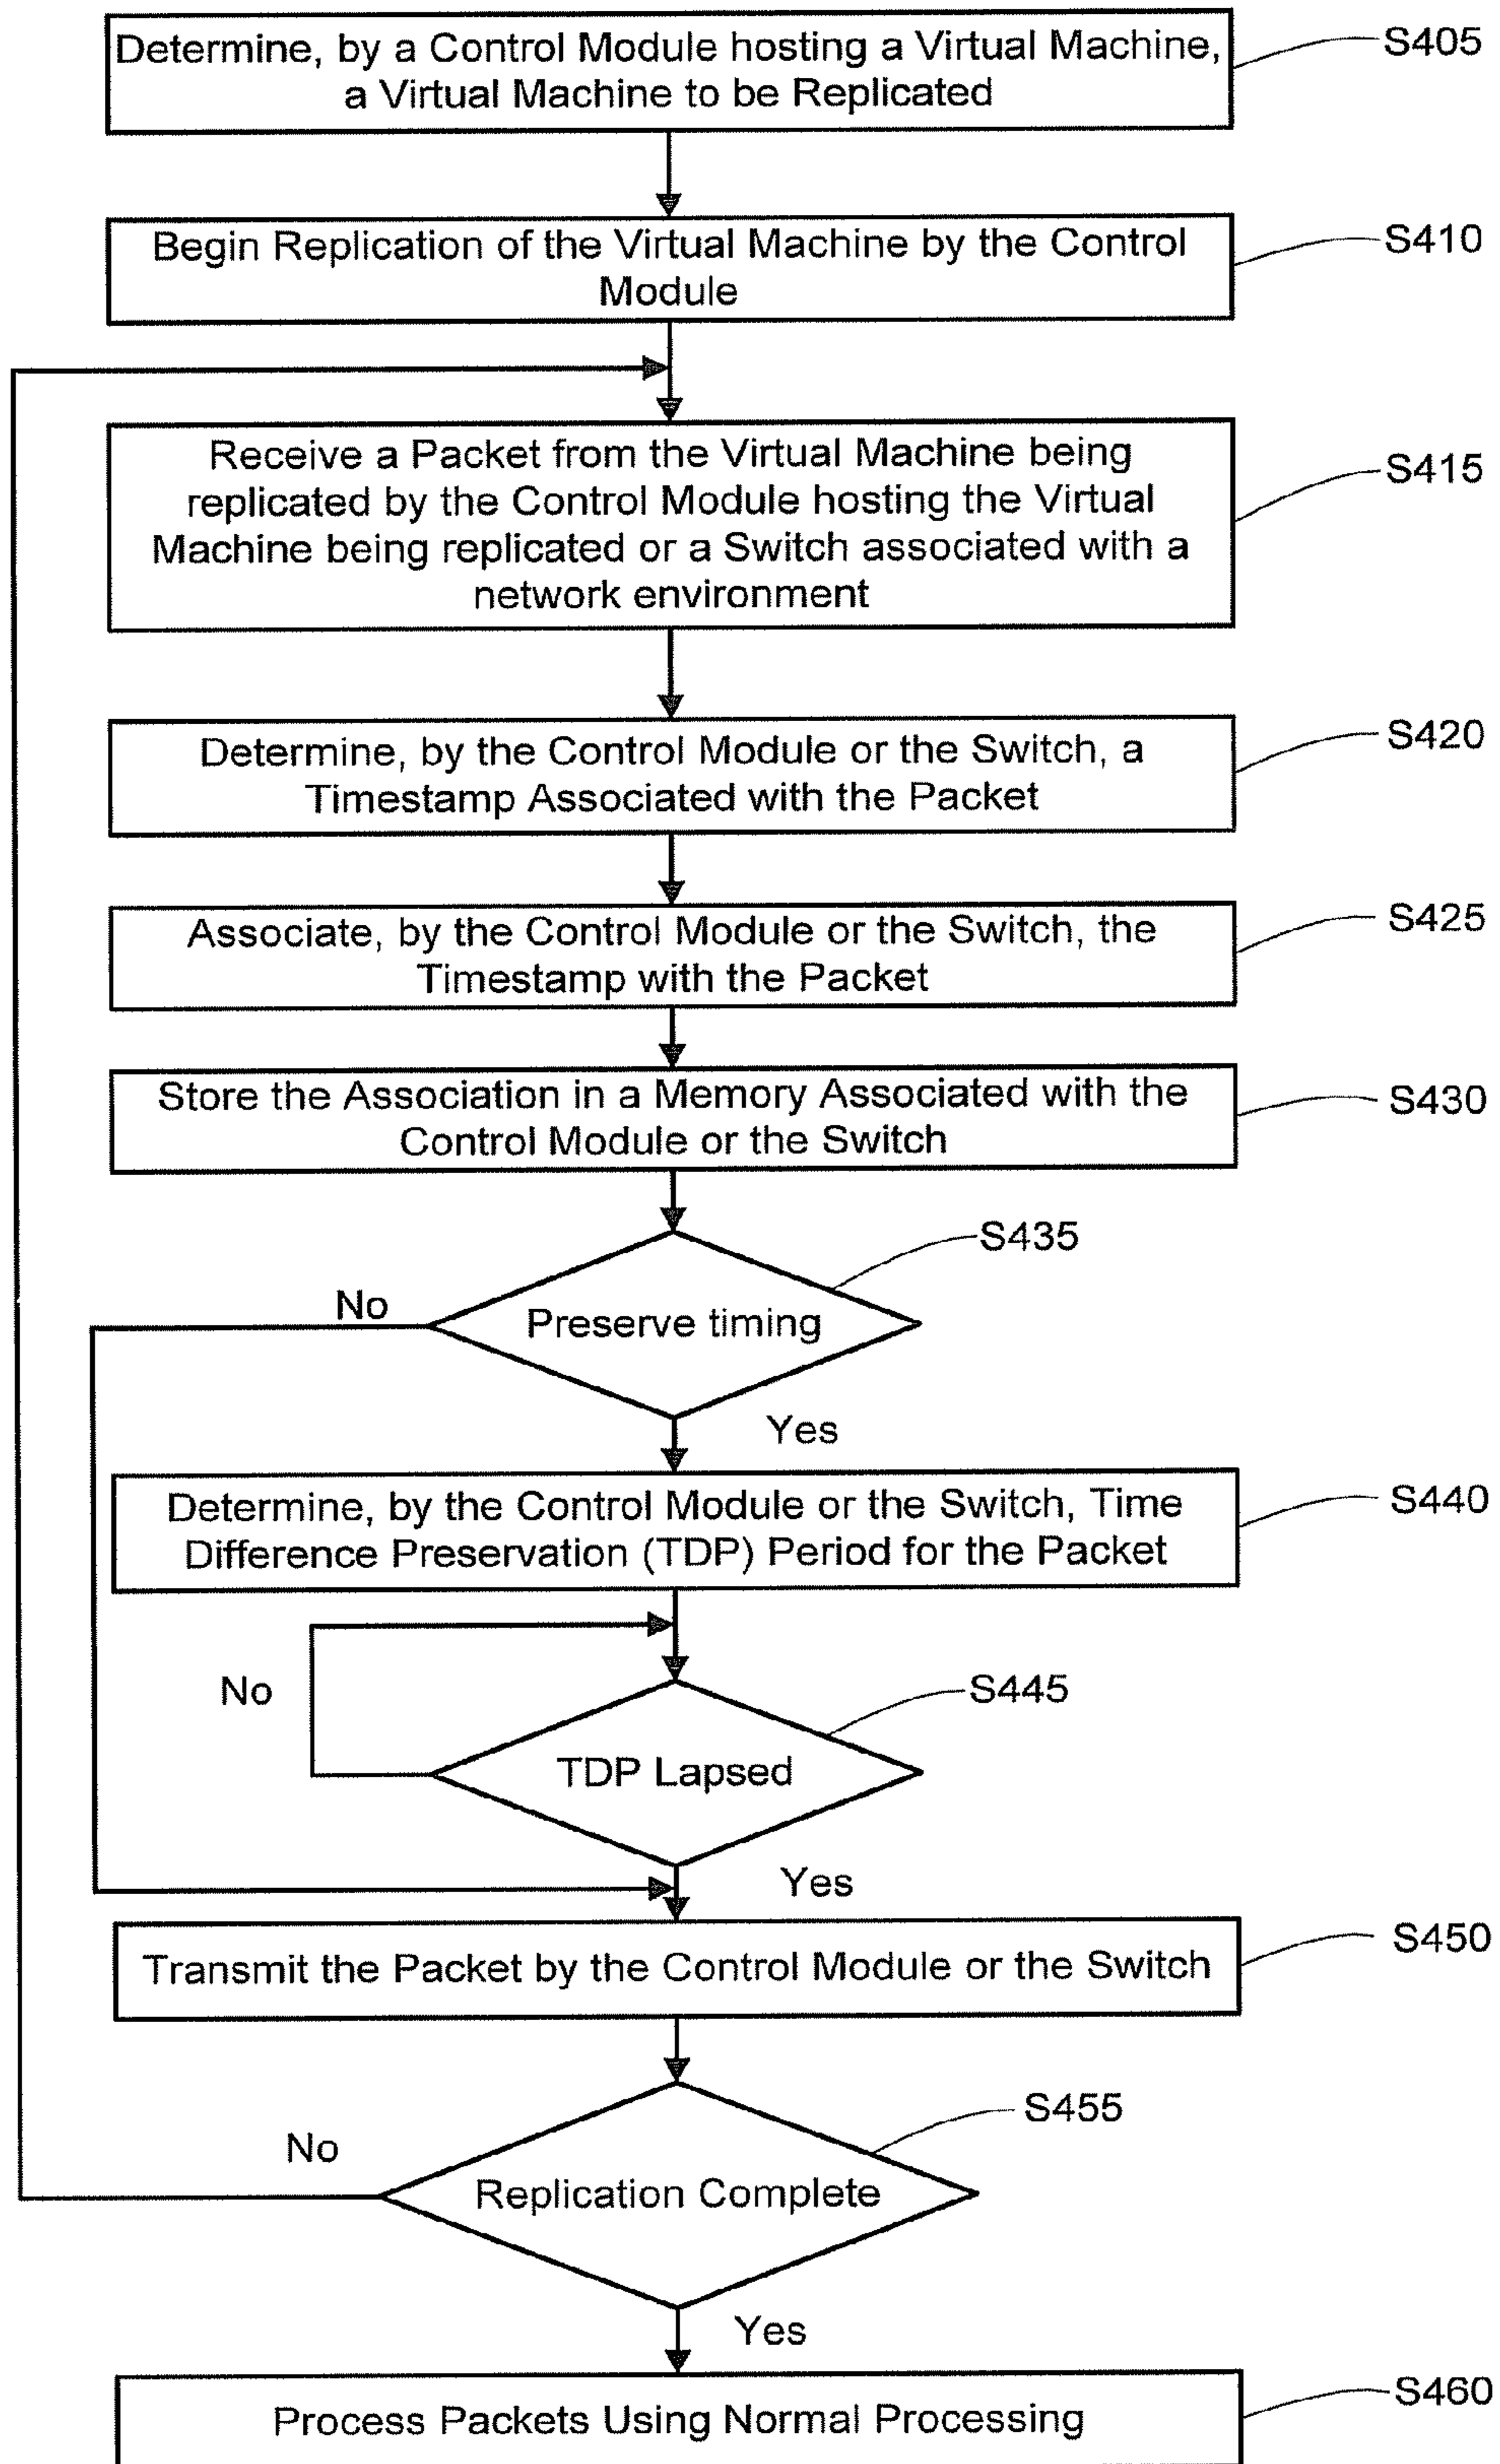 Determine, by a Control Module hosting a Virtual Machine,
a Virtual Machine to be Replicated
S405
Begin Replication of the Virtual Machine by the Control
Module
S410
Receive a Packet from the Virtual Machine being
replicated by the Control Module hosting the Virtual
Machine being replicated or a Switch associated with a
network environment
S415
Determine, by the Control Module or the Switch, a
Timestamp Associated with the Packet
S420
Associate, by the Control Module or the Switch, the
Timestamp with the Packet
S425
Store the Association in a Memory Associated with the
Control Module or the Switch
S430
S435
No
Preserve timing
Yes
Determine, by the Control Module or the Switch, Time
Difference Preservation (TDP) Period for the Packet
S440
No
S445
TDP Lapsed
Yes
Transmit the Packet by the Control Module or the Switch
S450
S455
No
Replication Complete
Yes
Process Packets Using Normal Processing
S460